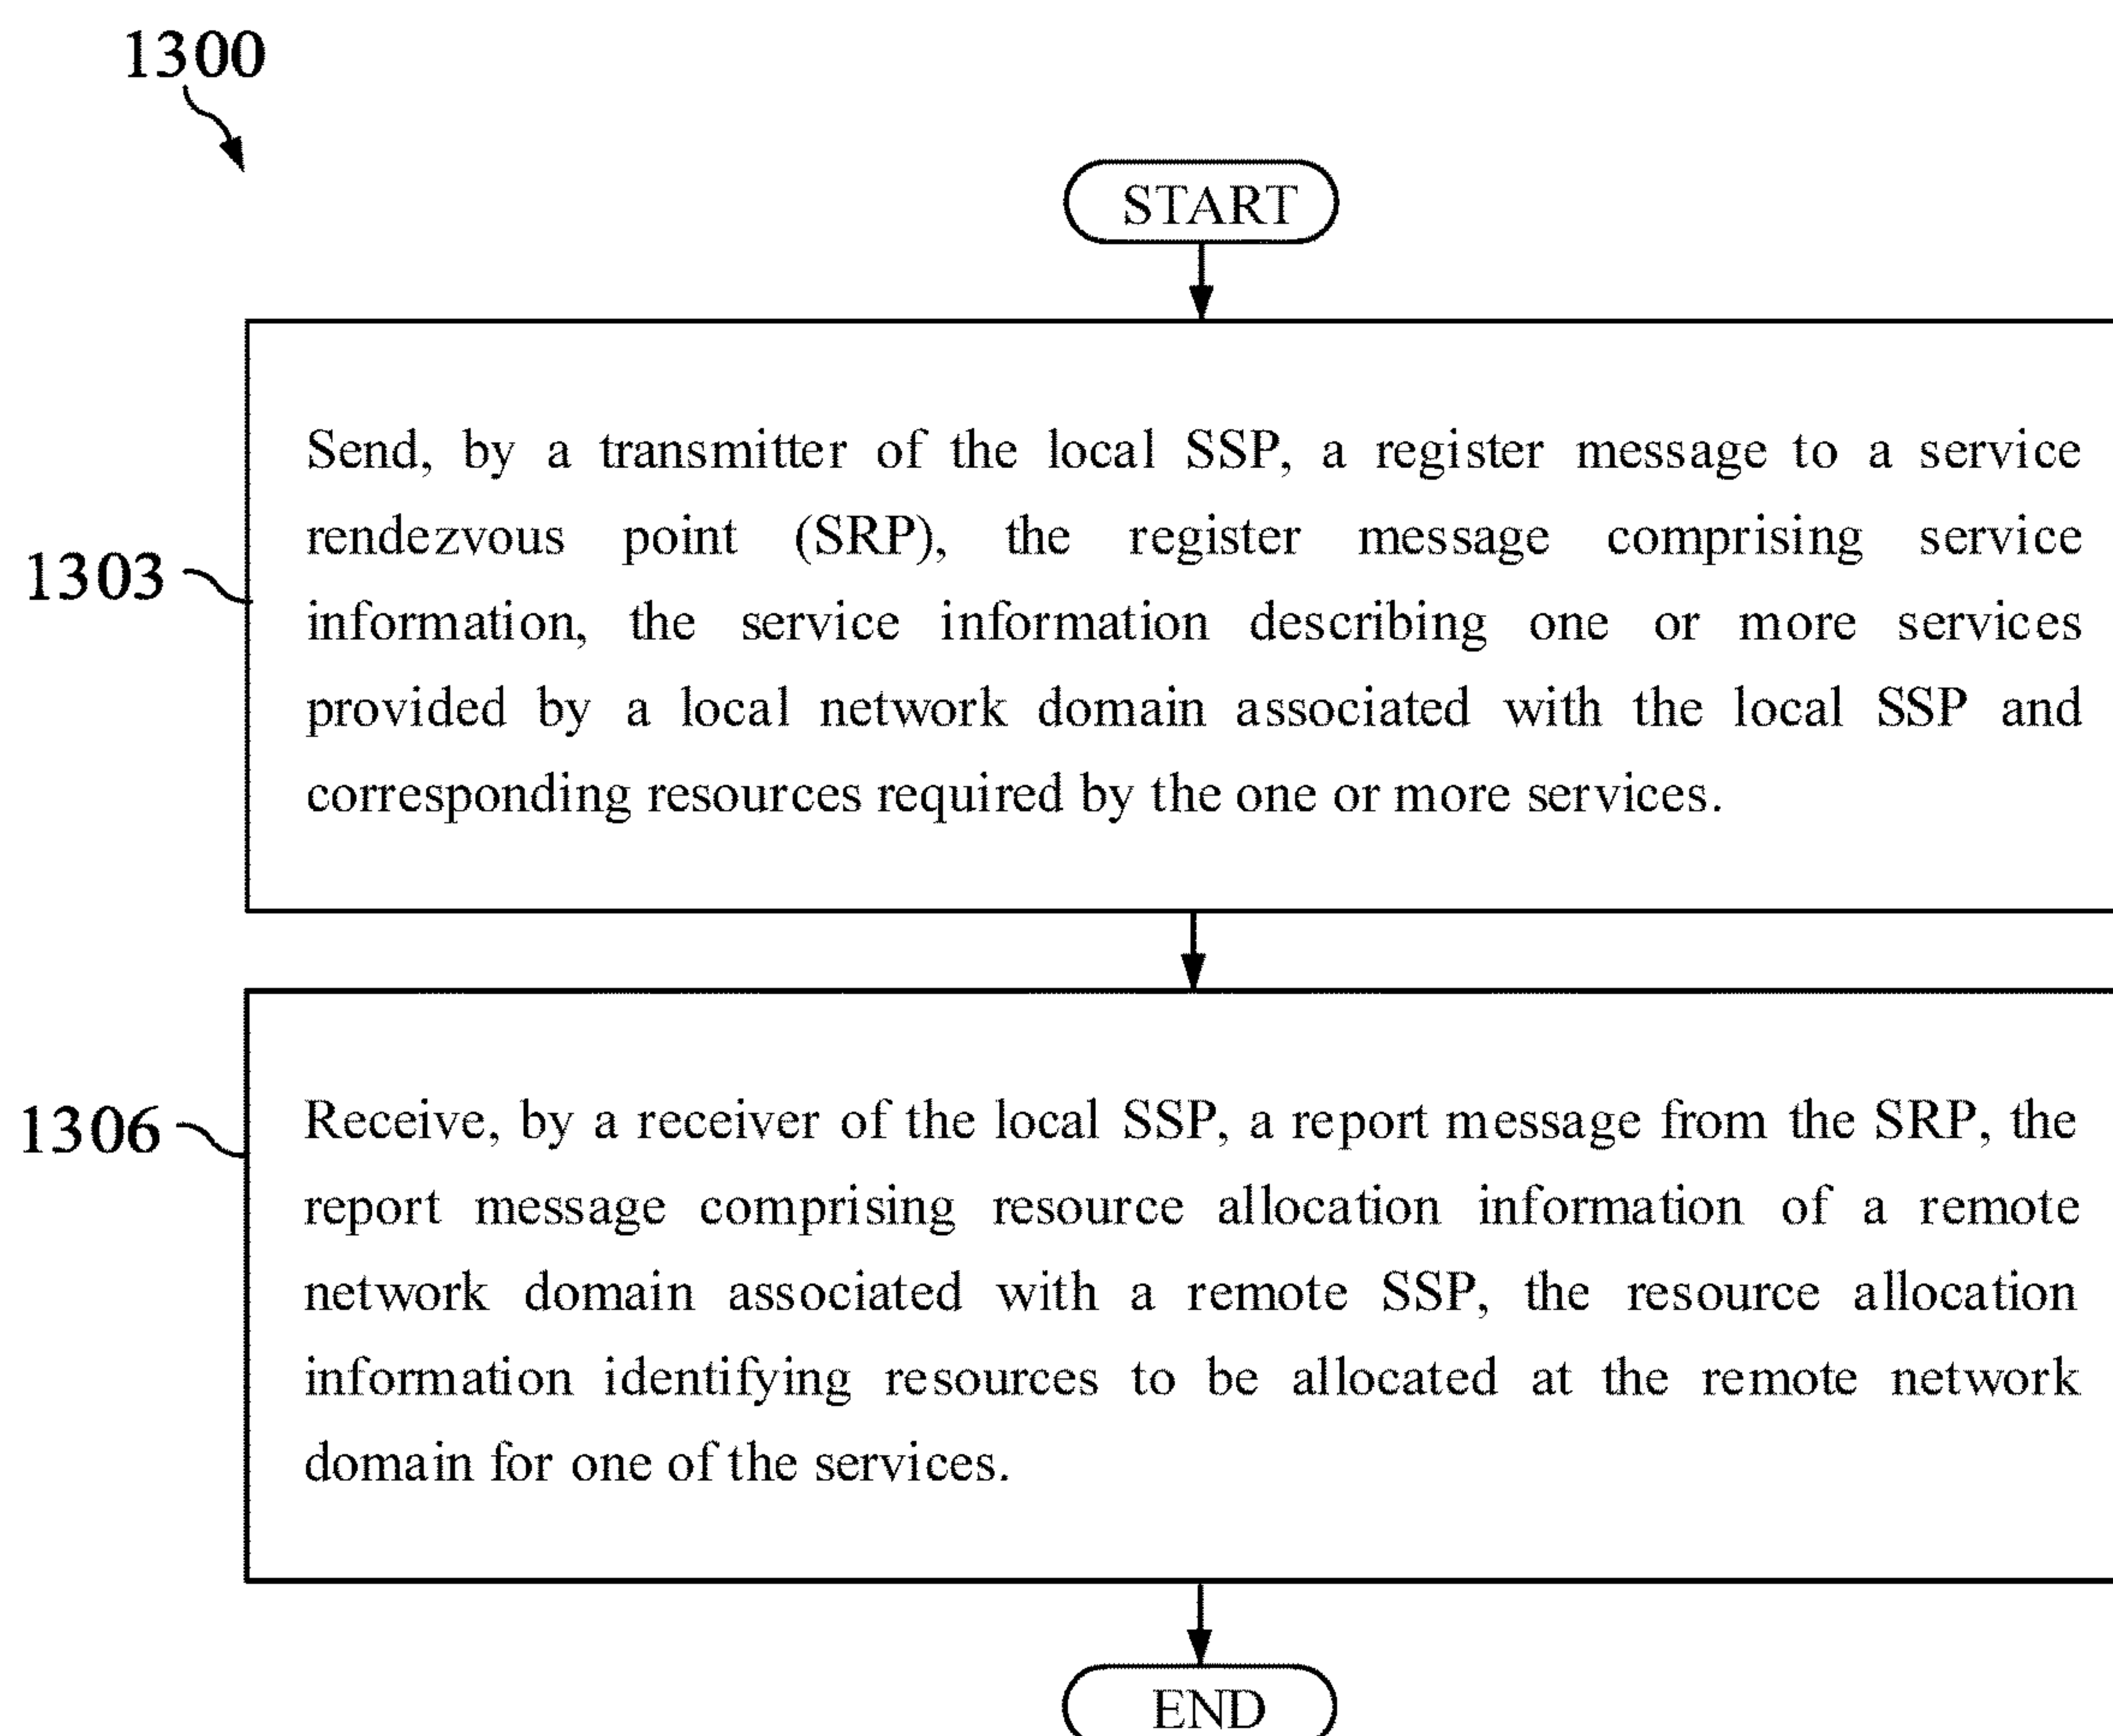 1300
START
Send, by a transmitter of the local SSP, a register message to a service
rendezvous point (SRP), the register message comprising service
1303
information, the service information describing one or more services
provided by a local network domain associated with the local SSP and
corresponding resources required by the one or more services.
1306
Receive, by a receiver of the local SSP, a report message from the SRP, the
report message comprising resource allocation information of a remote
network domain associated with a remote SSP, the resource allocation
information identifying resources to be allocated at the remote network
domain for one of the services.
END